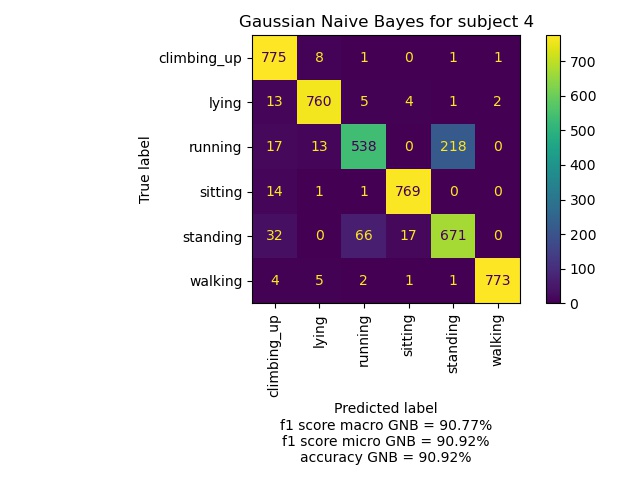 Gaussian Naive Bayes for subject 4
climbing_up 775 8 1 0 1 1
lying 13 760 5 4 1 2
running 17 13 538 0 218 0
sitting 14 1 1 769 0 0
standing 32 0 66 17 671 0
walking 4 5 2 1 1 773
True label
climbing_up lying running sitting standing walking
Predicted label
f1 score macro GNB = 90.77%
f1 score micro GNB = 90.92%
accuracy GNB = 90.92%
700
600
500
400
300
200
100
0